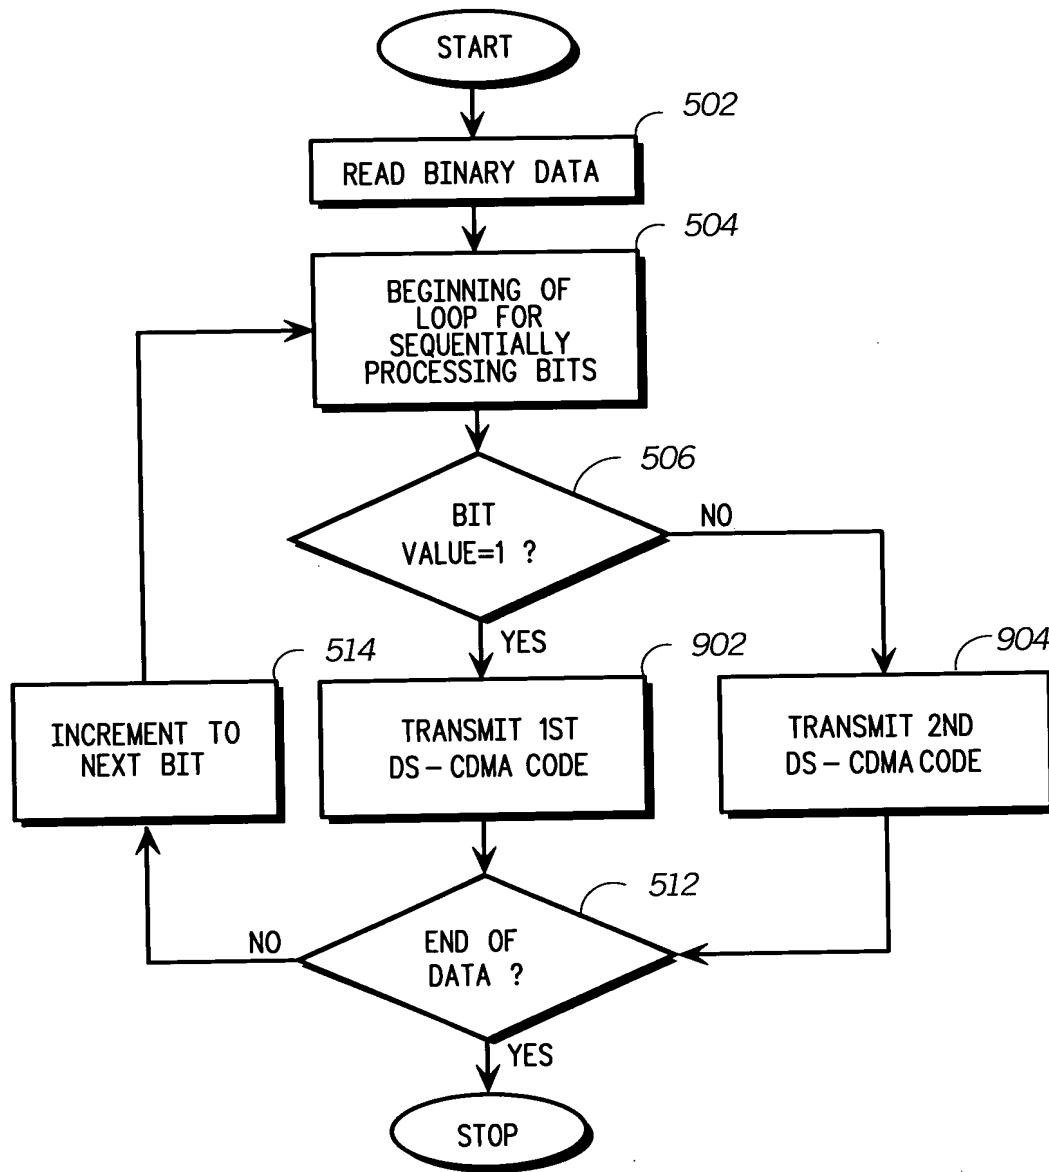 START
502
READ BINARY DATA
504
BEGINNING OF
LOOP FOR
SEQUENTIALLY
PROCESSING BITS
506
BIT
VALUE=1 ?
NO
YES
514
INCREMENT TO
NEXT BIT
902
TRANSMIT 1ST
DS-CDMA CODE
904
TRANSMIT 2ND
DS-CDMA CODE
512
END OF
DATA ?
NO
YES
STOP